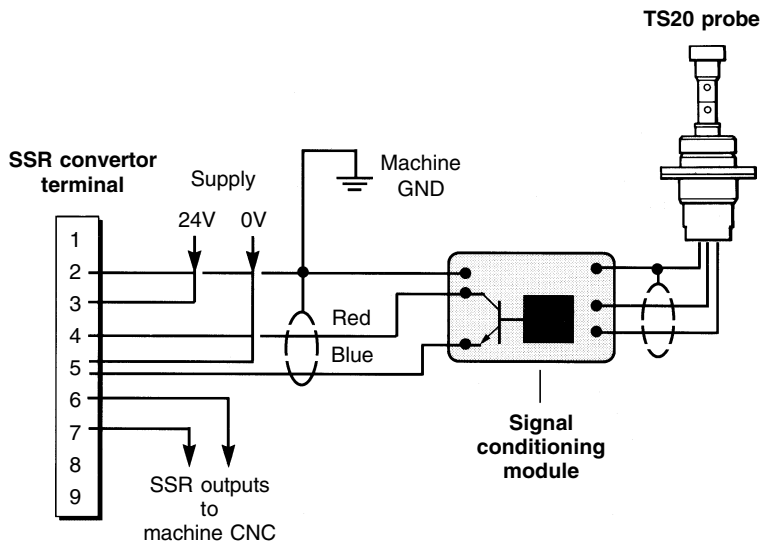 TS20 probe
SSR convertor
terminal
Supply
Machine
GND
24V 0V
1
2
3
4
5
5
6
7
8
9
Red
Blue
Signal
conditioning
module
SSR outputs
to
machine CNC